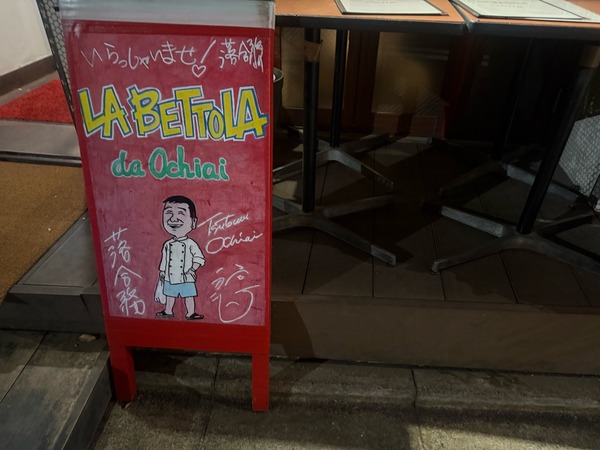 いらっしゃいませ!♡ 落合務
LA BETTOLA
da Ochiai
Tsutomu
Ochiai
落合務